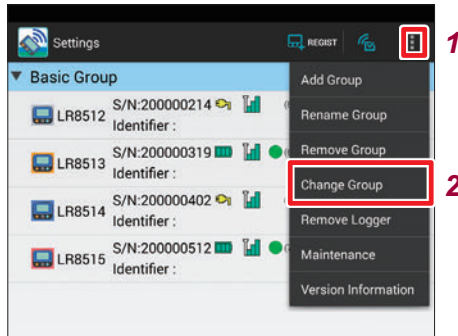 Settings
REGIST
1
Basic Group
Add Group
LR8512
S/N:200000214
Identifier :
Rename Group
LR8513
S/N:200000319
Identifier :
Remove Group
Change Group
2
LR8514
S/N:200000402
Identifier :
Remove Logger
LR8515
S/N:200000512
Identifier :
Maintenance
Version Information